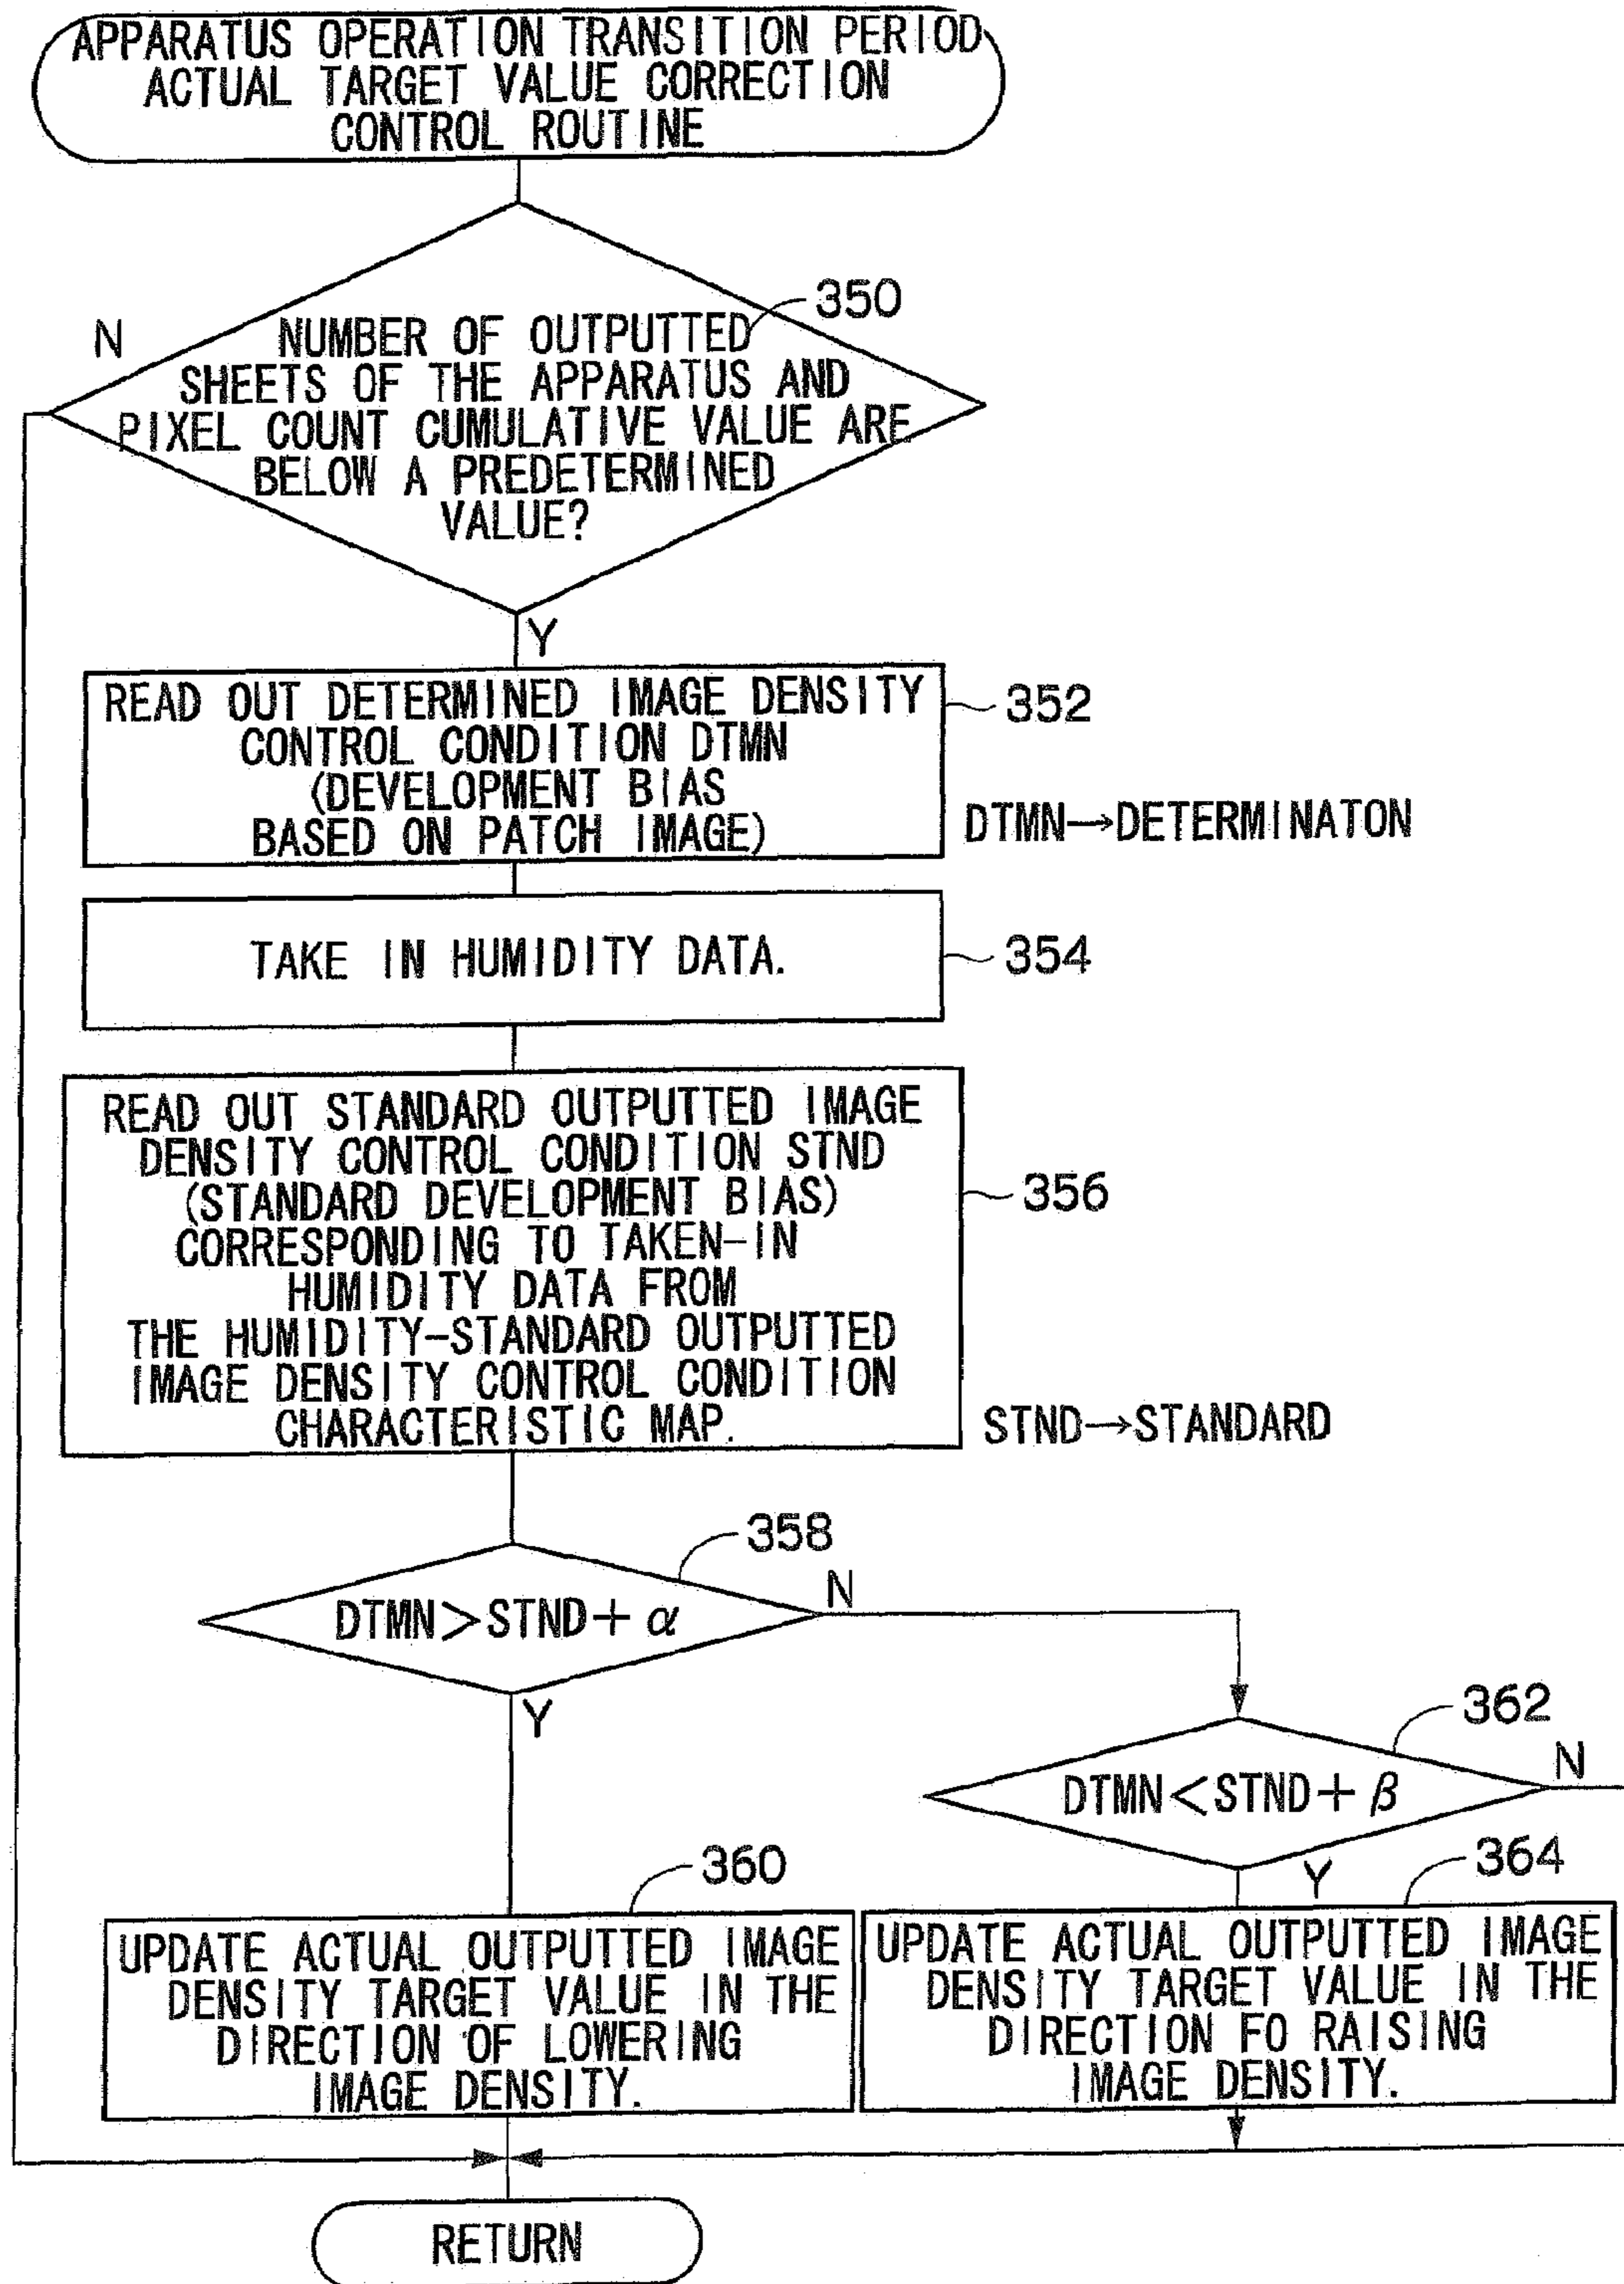 APPARATUS OPERATION TRANSITION PERIOD
ACTUAL TARGET VALUE CORRECTION
CONTROL ROUTINE
350
N
NUMBER OF OUTPUTTED
SHEETS OF THE APPARATUS AND
PIXEL COUNT CUMULATIVE VALUE ARE
BELOW A PREDETERMINED
VALUE?
Y
READ OUT DETERMINED IMAGE DENSITY
CONTROL CONDITION DTMN
(DEVELOPMENT BIAS
BASED ON PATCH IMAGE)
352
DTMN→DETERMINATON
TAKE IN HUMIDITY DATA.
354
READ OUT STANDARD OUTPUTTED IMAGE
DENSITY CONTROL CONDITION STND
(STANDARD DEVELOPMENT BIAS)
CORRESPONDING TO TAKEN-IN
HUMIDITY DATA FROM
THE HUMIDITY-STANDARD OUTPUTTED
IMAGE DENSITY CONTROL CONDITION
CHARACTERISTIC MAP.
356
STND→STANDARD
358
DTMN>STND+α
N
Y
362
DTMN<STND+β
N
Y
360
UPDATE ACTUAL OUTPUTTED IMAGE
DENSITY TARGET VALUE IN THE
DIRECTION OF LOWERING
IMAGE DENSITY.
364
UPDATE ACTUAL OUTPUTTED IMAGE
DENSITY TARGET VALUE IN THE
DIRECTION FO RAISING
IMAGE DENSITY.
RETURN